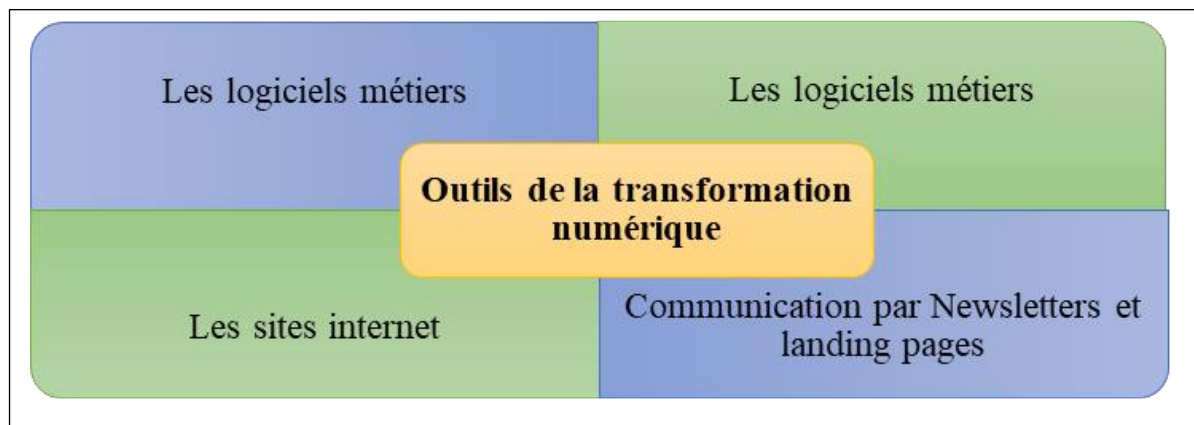 Les logiciels métiers
Les logiciels métiers
Outils de la transformation
numérique
Les sites internet
Communication par Newsletters et
landing pages